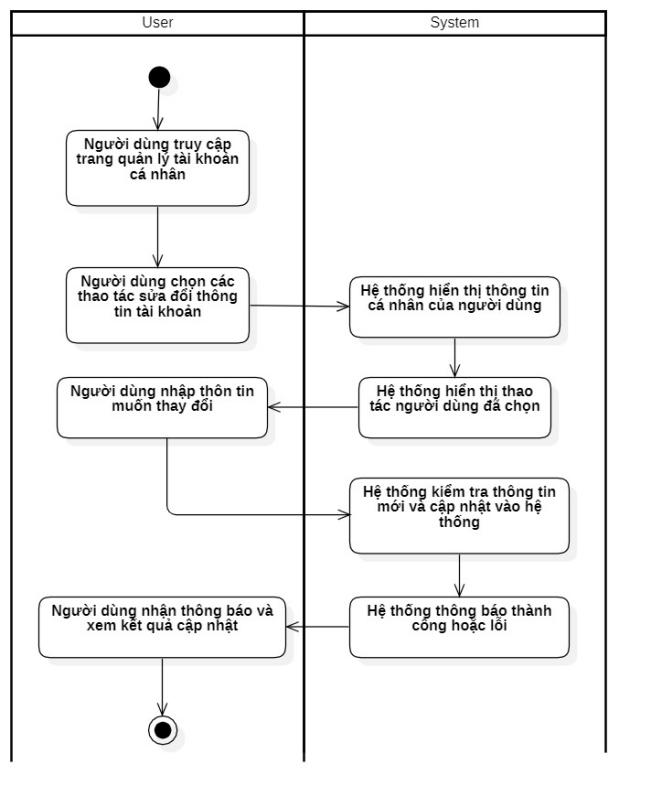 User
System
Người dùng truy cập
trang quản lý tài khoản
cá nhân
Người dùng chọn các
thao tác sửa đổi thông
tin tài khoản
Hệ thống hiển thị thông tin
cá nhân của người dùng
Hệ thống hiển thị thao
tác người dùng đã chọn
Người dùng nhập thôn tin
muốn thay đổi
Hệ thống kiểm tra thông tin
mới và cập nhật vào hệ
thống
Hệ thống thông báo thành
công hoặc lỗi
Người dùng nhận thông báo và
xem kết quả cập nhật